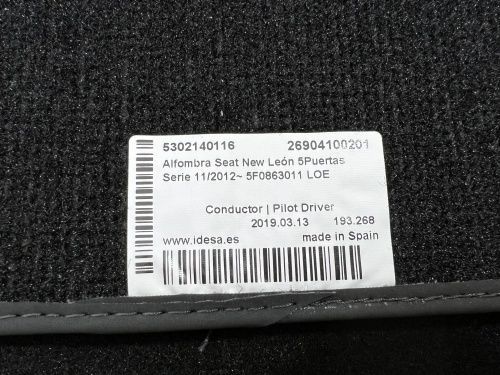 5302140116 26904100201
Alfombra Seat New León 5Puertas
Serie 11/2012~ 5F0863011 LOE
Conductor | Pilot Driver
2019.03.13 193.268
www.idesa.es made in Spain